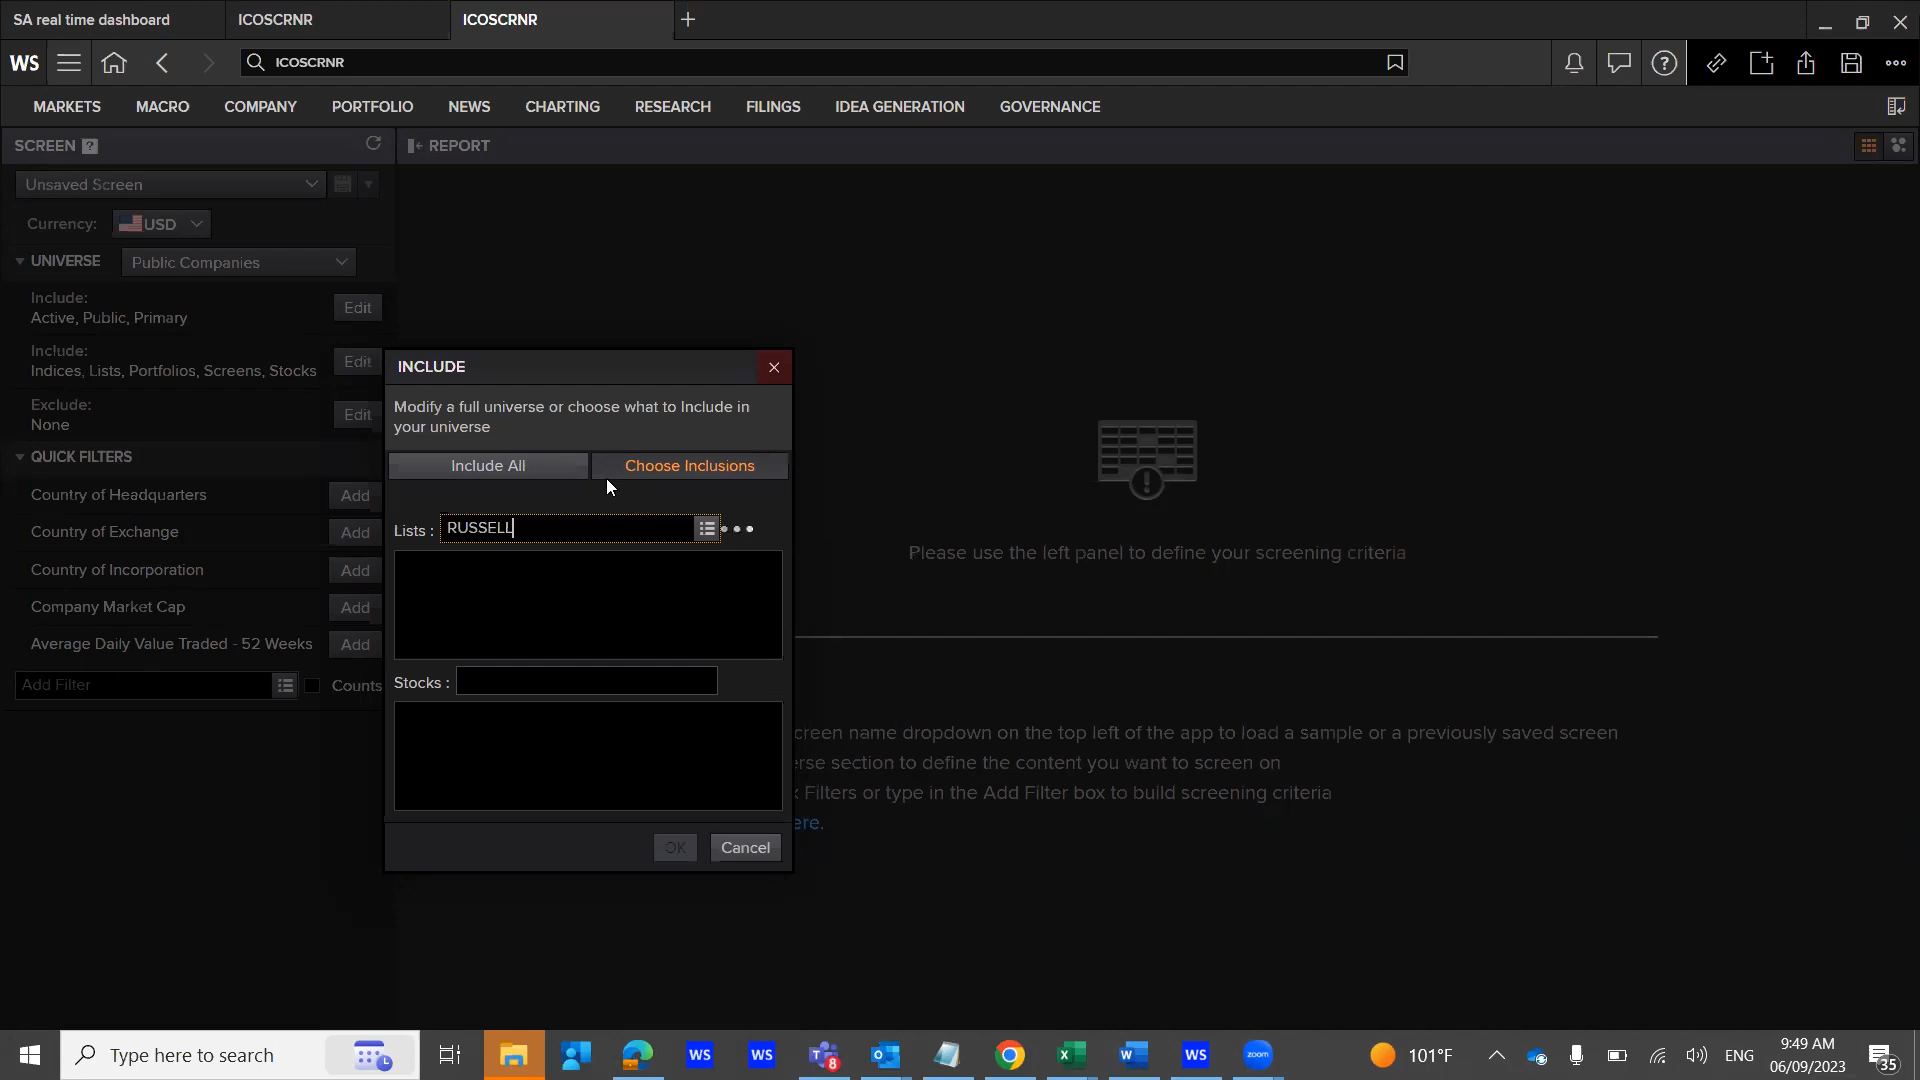 SA real time dashboard
ICOSCRNR
ICOSCRNR
WS
ICOSCRNR
MARKETS
MACRO
COMPANY
PORTFOLIO
NEWS
CHARTING
RESEARCH
FILINGS
IDEA GENERATION
GOVERNANCE
SCREEN ?
REPORT
Unsaved Screen
Currency:
USD
UNIVERSE
Public Companies
Include:
Active, Public, Primary
Edit
Include:
Indices, Lists, Portfolios, Screens, Stocks
Edit
Exclude:
None
Edit
QUICK FILTERS
Country of Headquarters
Add
Country of Exchange
Add
Country of Incorporation
Add
Company Market Cap
Add
Average Daily Value Traded - 52 Weeks
Add
Add Filter
Counts
INCLUDE
Modify a full universe or choose what to Include in
your universe
Include All
Choose Inclusions
Lists :
RUSSELL
Stocks :
OK
Cancel
Please use the left panel to define your screening criteria
creen name dropdown on the top left of the app to load a sample or a previously saved screen
rse section to define the content you want to screen on
Filters or type in the Add Filter box to build screening criteria
ere.
Type here to search
WS
WS
8
WS
zoom
101°F
ENG
9:49 AM
06/09/2023
35